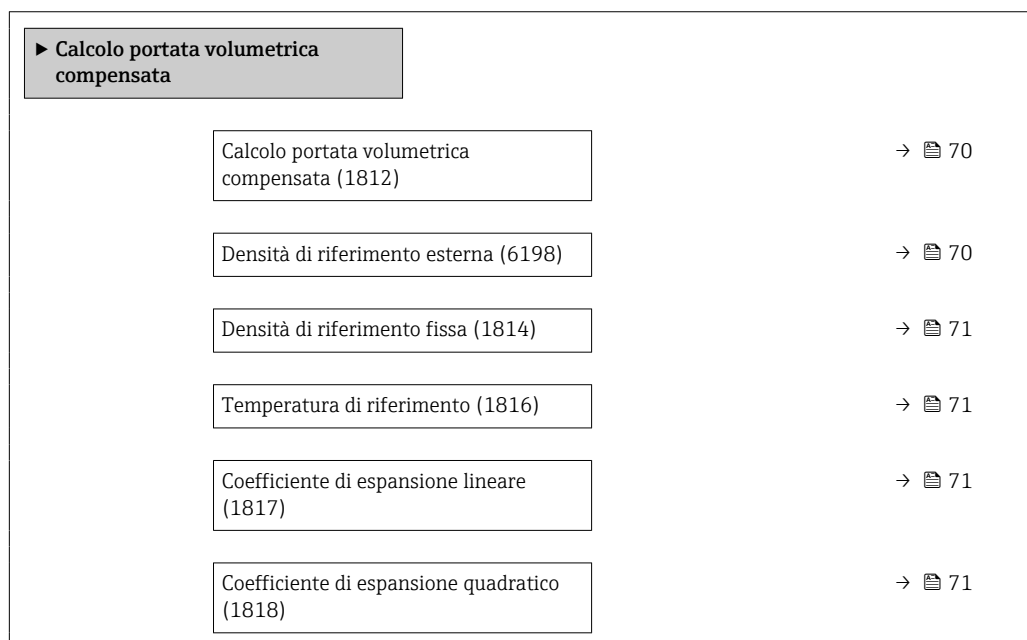 ▶ Calcolo portata volumetrica
compensata
Calcolo portata volumetrica
compensata (1812)
→ 70
Densità di riferimento esterna (6198)
→ 70
Densità di riferimento fissa (1814)
→ 71
Temperatura di riferimento (1816)
→ 71
Coefficiente di espansione lineare
(1817)
→ 71
Coefficiente di espansione quadratico
(1818)
→ 71